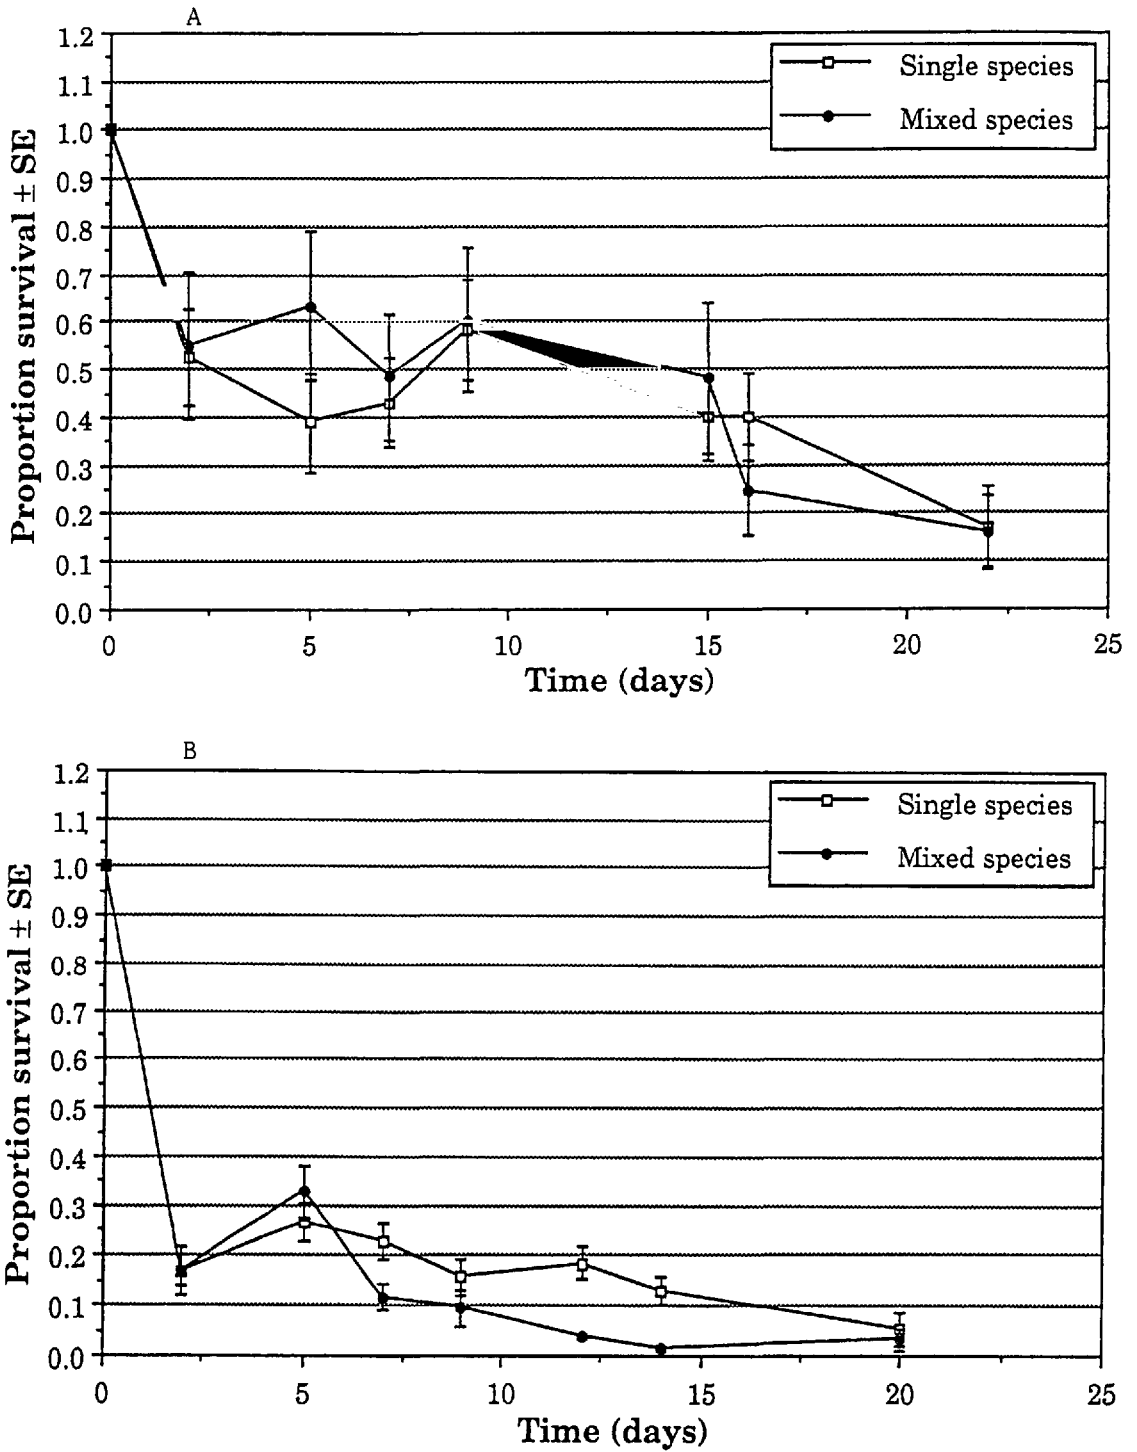 A
1.2
1.1
1.0
0.9
0.8
0.7
0.6
0.5
0.4
0.3
0.2
0.1
0.0
Proportion survival ± SE
Single species
Mixed species
0 5 10 15 20 25
Time (days)
B
1.2
1.1
1.0
0.9
0.8
0.7
0.6
0.5
0.4
0.3
0.2
0.1
0.0
Proportion survival ± SE
Single species
Mixed species
0 5 10 15 20 25
Time (days)